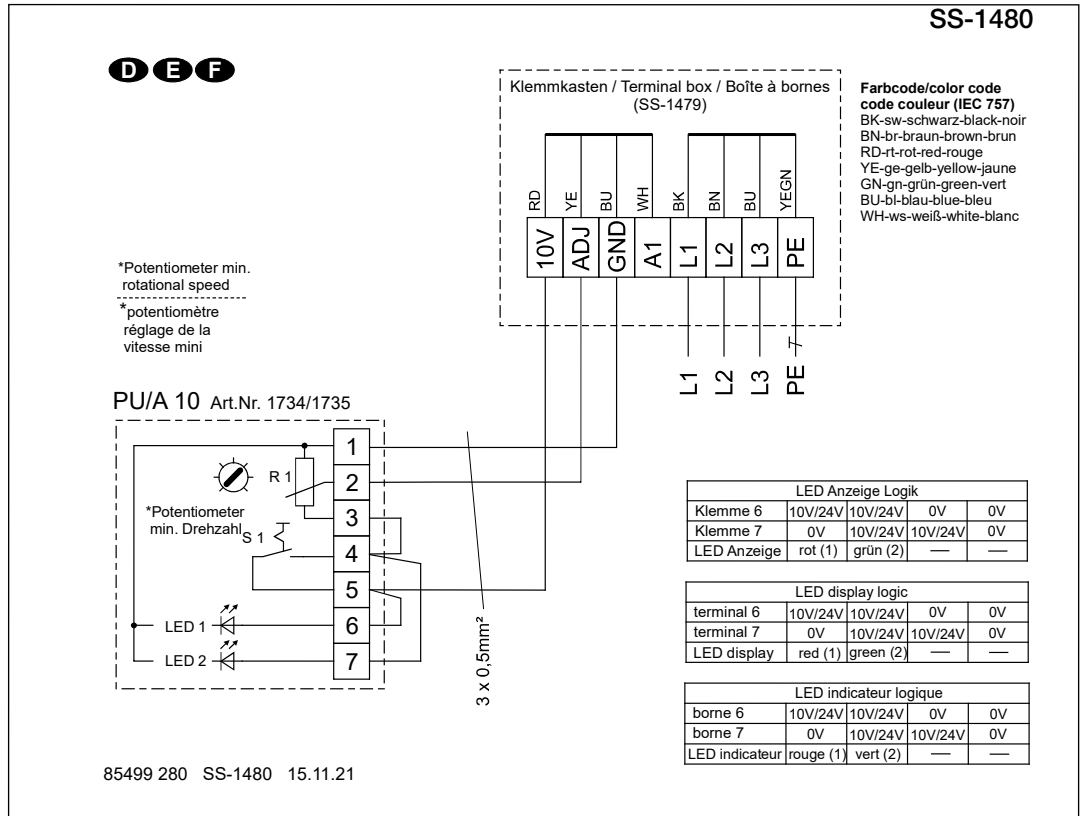 SS-1480
D E F
Klemmkasten / Terminal box / Boîte à bornes
(SS-1479)
Farbcode/color code
code couleur (IEC 757)
BK-sw-schwarz-black-noir
BN-br-braun-brown-brun
RD-rt-rot-red-rouge
YE-ge-gelb-yellow-jaune
GN-gn-grün-green-vert
BU-bl-blau-blue-bleu
WH-ws-weiß-white-blanc
RD YE BU WH BK BN BU YEGN
10V ADJ GND A1 L1 L2 L3 PE
L1 L2 L3 PE
*Potentiometer min.
rotational speed
*potentiomètre
réglage de la
vitesse mini
PU/A 10 Art.Nr. 1734/1735
1
R 1
2
*Potentiometer
min. Drehzahl
3
S 1
4
5
LED 1
6
LED 2
7
3 x 0,5mm²
LED Anzeige Logik
Klemme 6 10V/24V 10V/24V 0V 0V
Klemme 7 0V 10V/24V 10V/24V 0V
LED Anzeige rot (1) grün (2) — —
LED display logic
terminal 6 10V/24V 10V/24V 0V 0V
terminal 7 0V 10V/24V 10V/24V 0V
LED display red (1) green (2) — —
LED indicateur logique
borne 6 10V/24V 10V/24V 0V 0V
borne 7 0V 10V/24V 10V/24V 0V
LED indicateur rouge (1) vert (2) — —
85499 280 SS-1480 15.11.21